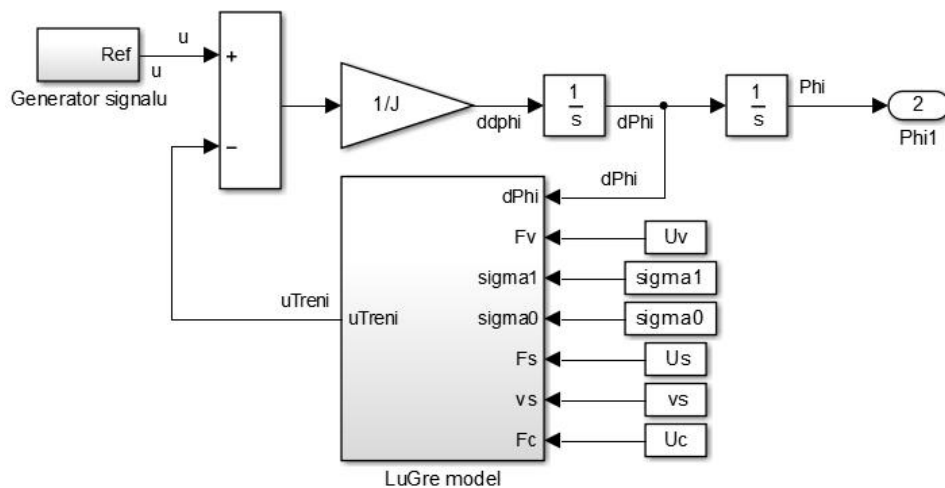 Ref
u
u
Generator signalu
+
−
1/J
ddphi
1
s
dPhi
1
s
Phi
2
Phi1
dPhi
dPhi
Fv
sigma1
sigma0
Fs
vs
Fc
uTreni
uTreni
Uv
sigma1
sigma0
Us
vs
Uc
LuGre model